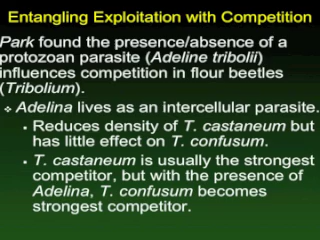 Entangling Exploitation with Competition
Park found the presence/absence of a
protozoan parasite (Adeline tribolii)
influences competition in flour beetles
(Tribolium).
❖ Adelina lives as an intercellular parasite.
▪ Reduces density of T. castaneum but
has little effect on T. confusum.
▪ T. castaneum is usually the strongest
competitor, but with the presence of
Adelina, T. confusum becomes
strongest competitor.